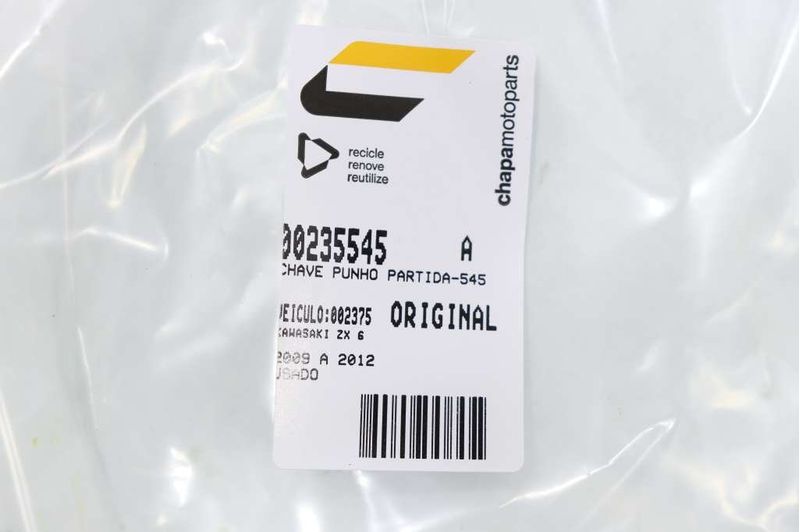 chapamotoparts
recicle
renove
reutilize
00235545 A
CHAVE PUNHO PARTIDA-545
VEICULO:002375 ORIGINAL
KAWASAKI ZX 6
2009 A 2012
USADO